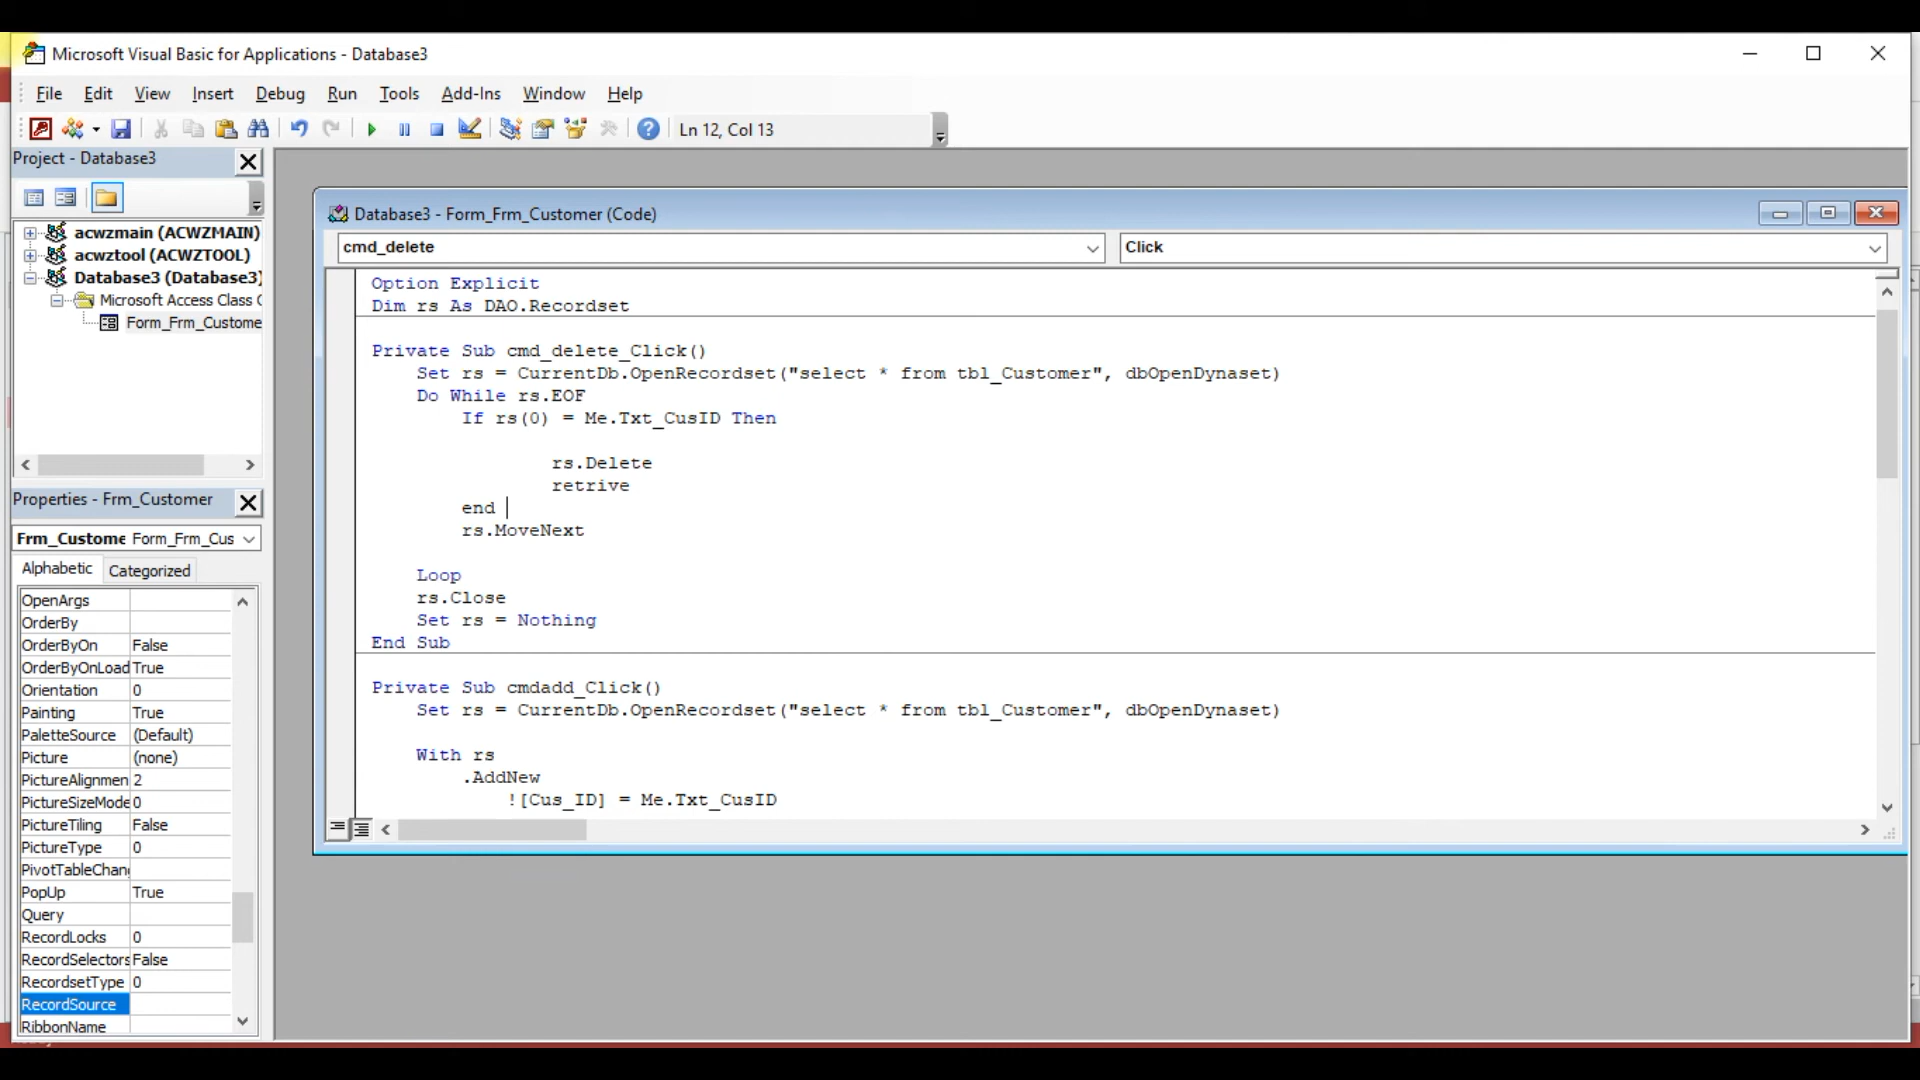 Microsoft Visual Basic for Applications - Database3
File Edit View Insert Debug Run Tools Add-Ins Window Help
Ln 12, Col 13
Project - Database3
acwzmain (ACWZMAIN)
acwztool (ACWZTOOL)
Database3 (Database3)
Microsoft Access Class O
Form_Frm_Custome
Properties - Frm_Customer
Frm_Custome Form_Frm_Cus
Alphabetic Categorized
OpenArgs
OrderBy
OrderByOn False
OrderByOnLoad True
Orientation 0
Painting True
PaletteSource (Default)
Picture (none)
PictureAlignmen 2
PictureSizeMode 0
PictureTiling False
PictureType 0
PivotTableChang
PopUp True
Query
RecordLocks 0
RecordSelectors False
RecordsetType 0
RecordSource
RibbonName
Database3 - Form_Frm_Customer (Code)
cmd_delete Click
Option Explicit
Dim rs As DAO.Recordset
Private Sub cmd_delete_Click()
Set rs = CurrentDb.OpenRecordset("select * from tbl_Customer", dbOpenDynaset)
Do While rs.EOF
If rs(0) = Me.Txt_CusID Then
rs.Delete
retrive
end
rs.MoveNext
Loop
rs.Close
Set rs = Nothing
End Sub
Private Sub cmdadd_Click()
Set rs = CurrentDb.OpenRecordset("select * from tbl_Customer", dbOpenDynaset)
With rs
.AddNew
![Cus_ID] = Me.Txt_CusID